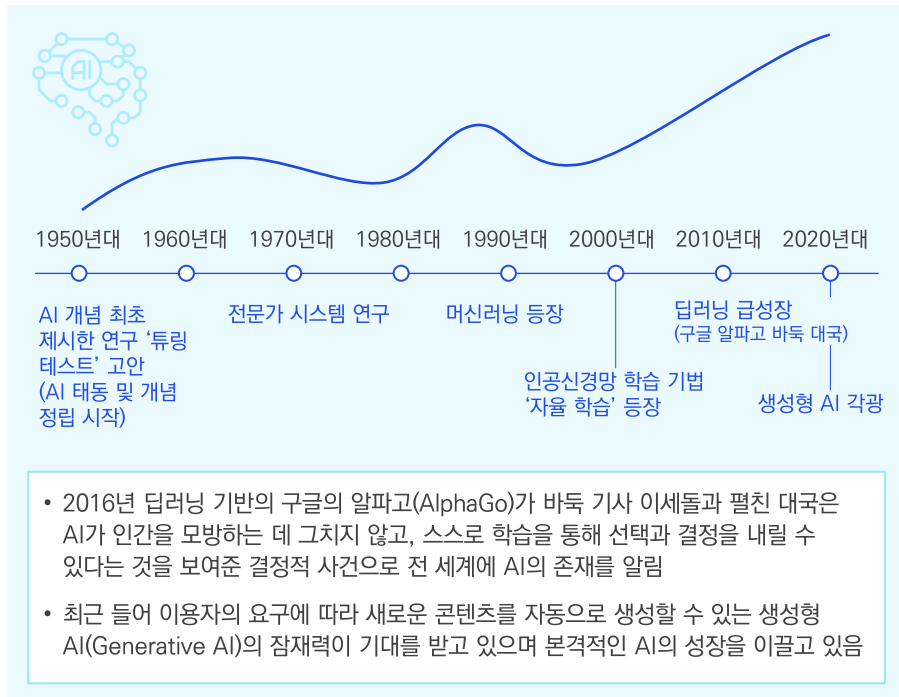 AI
1950년대 1960년대 1970년대 1980년대 1990년대 2000년대 2010년대 2020년대
AI 개념 최초
제시한 연구 ‘튜링
테스트’ 고안
(AI 태동 및 개념
정립 시작)
전문가 시스템 연구
머신러닝 등장
인공신경망 학습 기법
‘자율 학습’ 등장
딥러닝 급성장
(구글 알파고 바둑 대국)
생성형 AI 각광
• 2016년 딥러닝 기반의 구글의 알파고(AlphaGo)가 바둑 기사 이세돌과 펼친 대국은
AI가 인간을 모방하는 데 그치지 않고, 스스로 학습을 통해 선택과 결정을 내릴 수
있다는 것을 보여준 결정적 사건으로 전 세계에 AI의 존재를 알림
• 최근 들어 이용자의 요구에 따라 새로운 콘텐츠를 자동으로 생성할 수 있는 생성형
AI(Generative AI)의 잠재력이 기대를 받고 있으며 본격적인 AI의 성장을 이끌고 있음